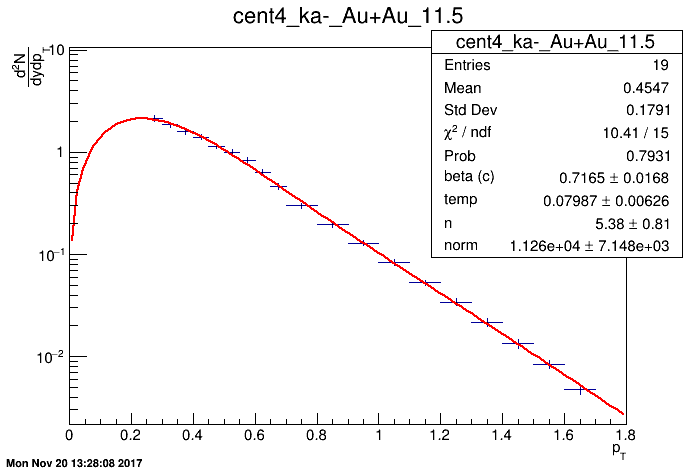 cent4_ka-_Au+Au_11.5
d²N
dydp_T
10
1
10⁻¹
10⁻²
cent4_ka-_Au+Au_11.5
Entries 19
Mean 0.4547
Std Dev 0.1791
χ² / ndf 10.41 / 15
Prob 0.7931
beta (c) 0.7165 ± 0.0168
temp 0.07987 ± 0.00626
n 5.38 ± 0.81
norm 1.126e+04 ± 7.148e+03
0 0.2 0.4 0.6 0.8 1 1.2 1.4 1.6 1.8
p_T
Mon Nov 20 13:28:08 2017